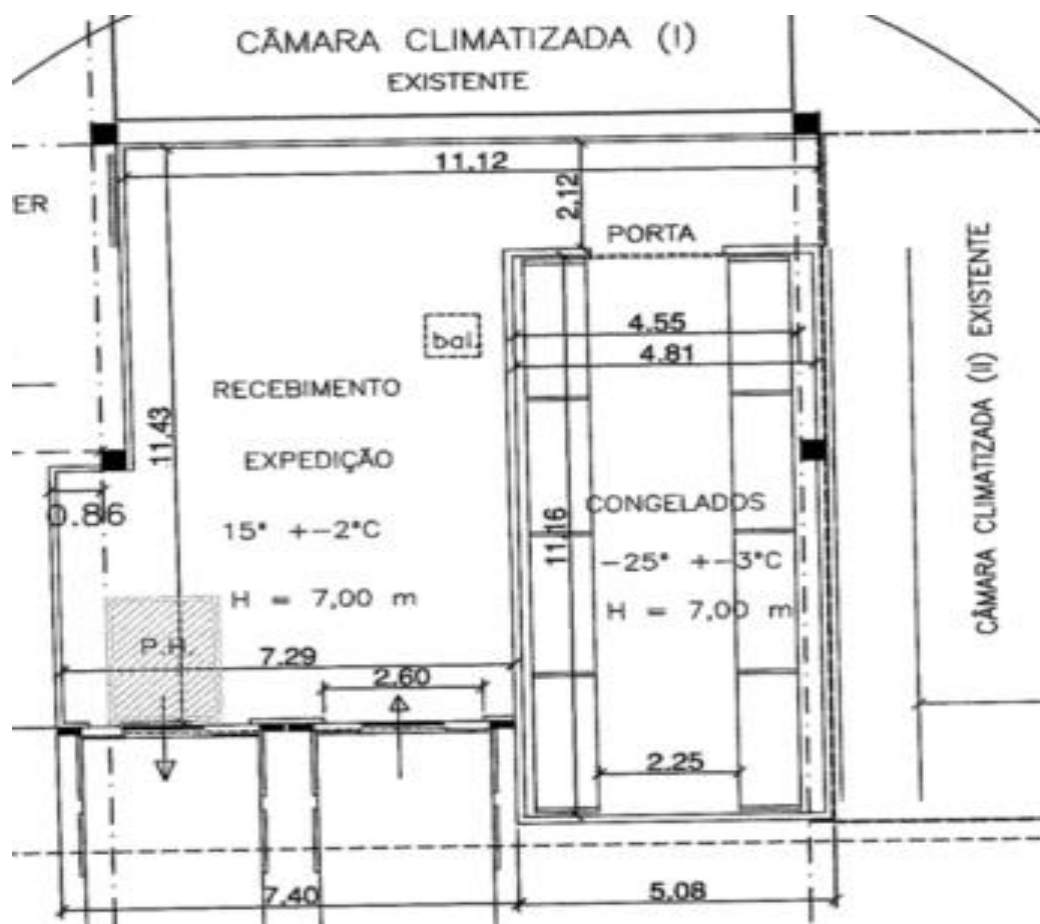 CÂMARA CLIMATIZADA (I)
EXISTENTE
11.12
2.12
ER
PORTA
4.55
bal.
4.81
RECEBIMENTO
11.43
EXPEDIÇÃO
CONGELADOS
0.86
15° +-2°C
11.16
-25° +-3°C
H = 7,00 m
H = 7,00 m
P.H.
7.29
2.60
2.25
7.40
5.08
CÂMARA CLIMATIZADA (II) EXISTENTE